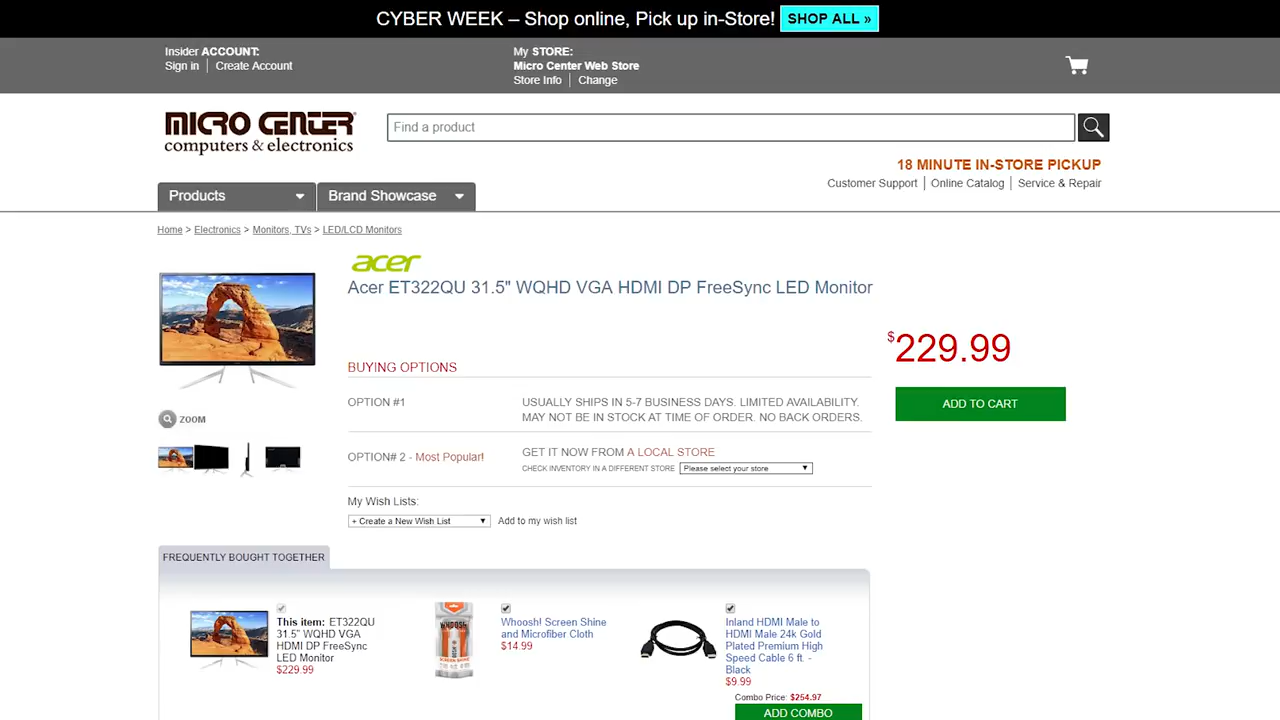 CYBER WEEK – Shop online, Pick up in-Store! SHOP ALL »
Insider ACCOUNT:
Sign in | Create Account
My STORE:
Micro Center Web Store
Store Info | Change
MICRO CENTER
computers & electronics
Find a product
18 MINUTE IN-STORE PICKUP
Customer Support | Online Catalog | Service & Repair
Products
Brand Showcase
Home > Electronics > Monitors, TVs > LED/LCD Monitors
acer
Acer ET322QU 31.5" WQHD VGA HDMI DP FreeSync LED Monitor
$229.99
ADD TO CART
BUYING OPTIONS
OPTION #1
USUALLY SHIPS IN 5-7 BUSINESS DAYS. LIMITED AVAILABILITY.
MAY NOT BE IN STOCK AT TIME OF ORDER. NO BACK ORDERS.
ZOOM
OPTION# 2 - Most Popular!
GET IT NOW FROM A LOCAL STORE
CHECK INVENTORY IN A DIFFERENT STORE Please select your store
My Wish Lists:
+ Create a New Wish List
Add to my wish list
FREQUENTLY BOUGHT TOGETHER
This item: ET322QU
31.5" WQHD VGA
HDMI DP FreeSync
LED Monitor
$229.99
WHOOSH!
SCREEN SHINE
Whoosh! Screen Shine
and Microfiber Cloth
$14.99
Inland HDMI Male to
HDMI Male 24k Gold
Plated Premium High
Speed Cable 6 ft. -
Black
$9.99
Combo Price: $254.97
ADD COMBO